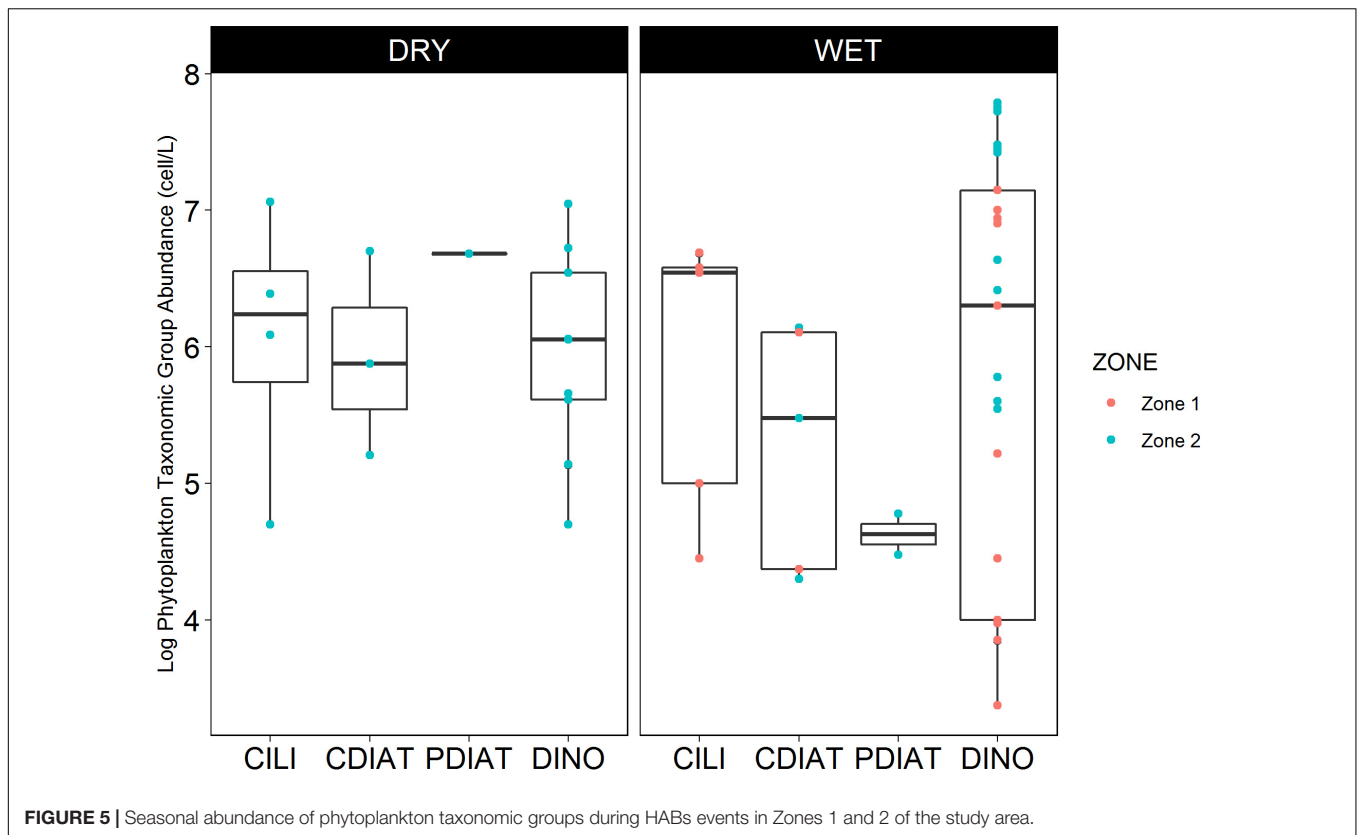 DRY
WET
Log Phytoplankton Taxonomic Group Abundance (cell/L)
8
7
6
5
4
CILI CDIAT PDIAT DINO
CILI CDIAT PDIAT DINO
ZONE
Zone 1
Zone 2
FIGURE 5 | Seasonal abundance of phytoplankton taxonomic groups during HABs events in Zones 1 and 2 of the study area.